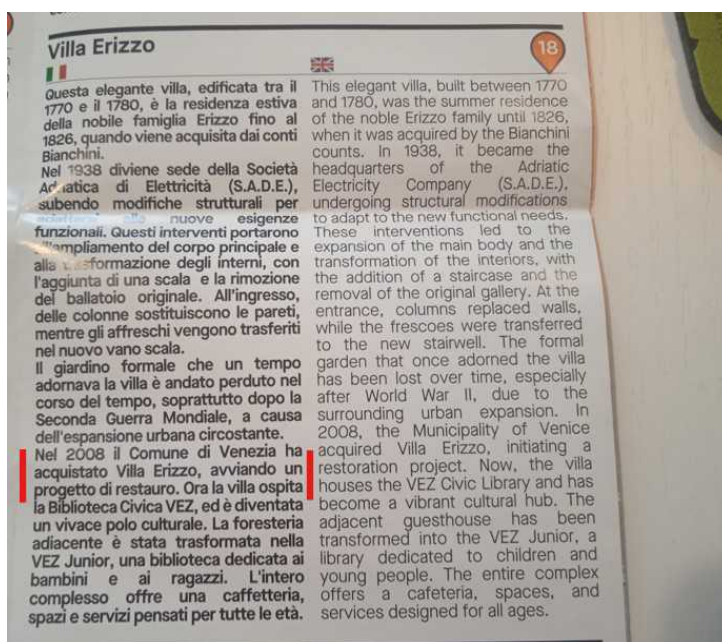 Villa Erizzo
18
Questa elegante villa, edificata tra il
1770 e il 1780, è la residenza estiva
della nobile famiglia Erizzo fino al
1826, quando viene acquisita dai conti
Bianchini.
Nel 1938 diviene sede della Società
Adriatica di Elettricità (S.A.D.E.),
subendo modifiche strutturali per
alle nuove esigenze
funzionali. Questi interventi portarono
all'ampliamento del corpo principale e
alla trasformazione degli interni, con
l'aggiunta di una scala e la rimozione
del ballatoio originale. All'ingresso,
delle colonne sostituiscono le pareti,
mentre gli affreschi vengono trasferiti
nel nuovo vano scala.
Il giardino formale che un tempo
adornava la villa è andato perduto nel
corso del tempo, soprattutto dopo la
Seconda Guerra Mondiale, a causa
dell'espansione urbana circostante.
Nel 2008 il Comune di Venezia ha
acquistato Villa Erizzo, avviando un
progetto di restauro. Ora la villa ospita
la Biblioteca Civica VEZ, ed è diventata
un vivace polo culturale. La foresteria
adiacente è stata trasformata nella
VEZ Junior, una biblioteca dedicata ai
bambini e ai ragazzi. L'intero
complesso offre una caffetteria,
spazi e servizi pensati per tutte le età.
This elegant villa, built between 1770
and 1780, was the summer residence
of the noble Erizzo family until 1826,
when it was acquired by the Bianchini
counts. In 1938, it became the
headquarters of the Adriatic
Electricity Company (S.A.D.E.),
undergoing structural modifications
to adapt to the new functional needs.
These interventions led to the
expansion of the main body and the
transformation of the interiors, with
the addition of a staircase and the
removal of the original gallery. At the
entrance, columns replaced walls,
while the frescoes were transferred
to the new stairwell. The formal
garden that once adorned the villa
has been lost over time, especially
after World War II, due to the
surrounding urban expansion. In
2008, the Municipality of Venice
acquired Villa Erizzo, initiating a
restoration project. Now, the villa
houses the VEZ Civic Library and has
become a vibrant cultural hub. The
adjacent guesthouse has been
transformed into the VEZ Junior, a
library dedicated to children and
young people. The entire complex
offers a cafeteria, spaces, and
services designed for all ages.